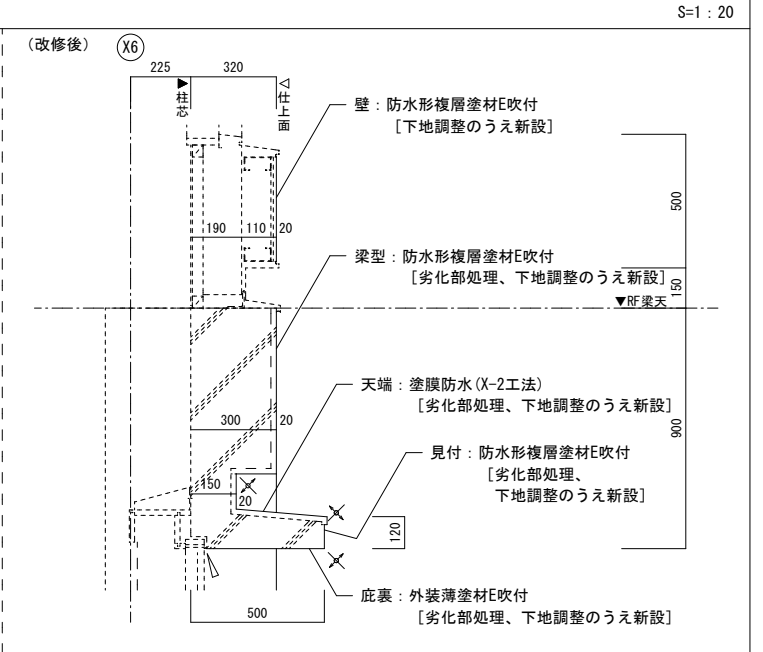 S=1：20
(改修後)
X6
225
320
▶柱芯
◁仕上面
壁：防水形複層塗材E吹付
[下地調整のうえ新設]
500
190
110
20
梁型：防水形複層塗材E吹付
[劣化部処理、下地調整のうえ新設]
150
▼RF梁天
天端：塗膜防水(X-2工法)
[劣化部処理、下地調整のうえ新設]
300
20
900
見付：防水形複層塗材E吹付
[劣化部処理、
下地調整のうえ新設]
150
20
120
庇裏：外装薄塗材E吹付
[劣化部処理、下地調整のうえ新設]
500